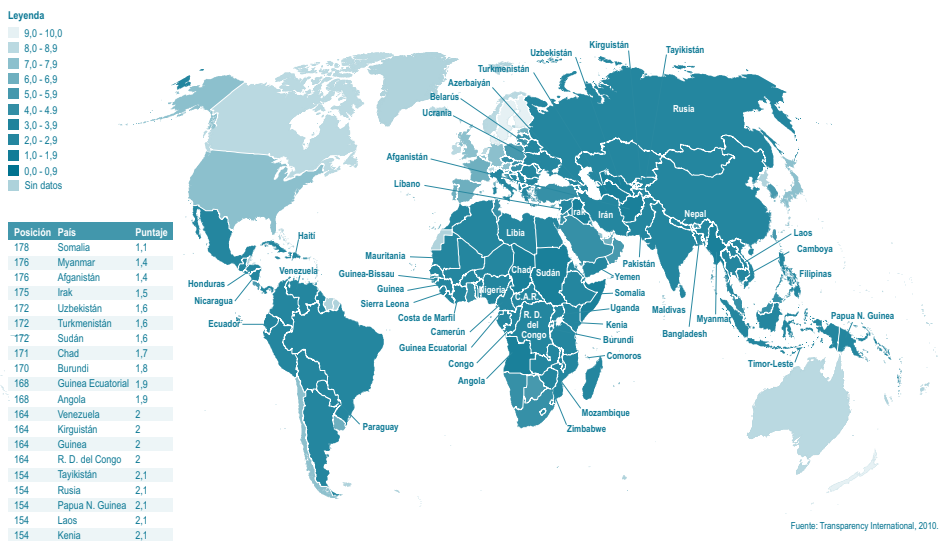 Leyenda
9,0 - 10,0
8,0 - 8,9
7,0 - 7,9
6,0 - 6,9
5,0 - 5,9
4,0 - 4.9
3,0 - 3,9
2,0 - 2,9
1,0 - 1,9
0,0 - 0,9
Sin datos
Posición País Puntaje
178 Somalia 1,1
176 Myanmar 1,4
176 Afganistán 1,4
175 Irak 1,5
172 Uzbekistán 1,6
172 Turkmenistán 1,6
172 Sudán 1,6
171 Chad 1,7
170 Burundi 1,8
168 Guinea Ecuatorial 1,9
168 Angola 1,9
164 Venezuela 2
164 Kirguistán 2
164 Guinea 2
164 R. D. del Congo 2
154 Tayikistán 2,1
154 Rusia 2,1
154 Papua N. Guinea 2,1
154 Laos 2,1
154 Kenia 2,1
Kirguistán
Tayikistán
Uzbekistán
Turkmenistán
Azerbaiyán
Belarús
Ucrania
Rusia
Afganistán
Líbano
Irak
Irán
Nepal
Haití
Venezuela
Honduras
Nicaragua
Ecuador
Paraguay
Mauritania
Guinea-Bissau
Guinea
Sierra Leona
Costa de Marfil
Camerún
Guinea Ecuatorial
Congo
Angola
Libia
Chad
Sudán
Nigeria
C.A.R.
R. D.
del
Congo
Pakistán
Yemen
Somalia
Uganda
Kenia
Burundi
Comoros
Mozambique
Zimbabwe
Maldivas
Bangladesh
Myanmar
Laos
Camboya
Filipinas
Papua N. Guinea
Timor-Leste
Fuente: Transparency International, 2010.